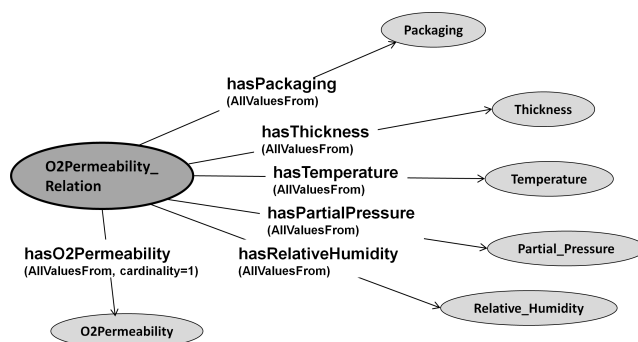 Packaging
hasPackaging
(AllValuesFrom)
Thickness
hasThickness
(AllValuesFrom)
O2Permeability_
Relation
hasTemperature
(AllValuesFrom)
Temperature
hasPartialPressure
(AllValuesFrom)
Partial_Pressure
hasO2Permeability
(AllValuesFrom, cardinality=1)
hasRelativeHumidity
(AllValuesFrom)
Relative_Humidity
O2Permeability